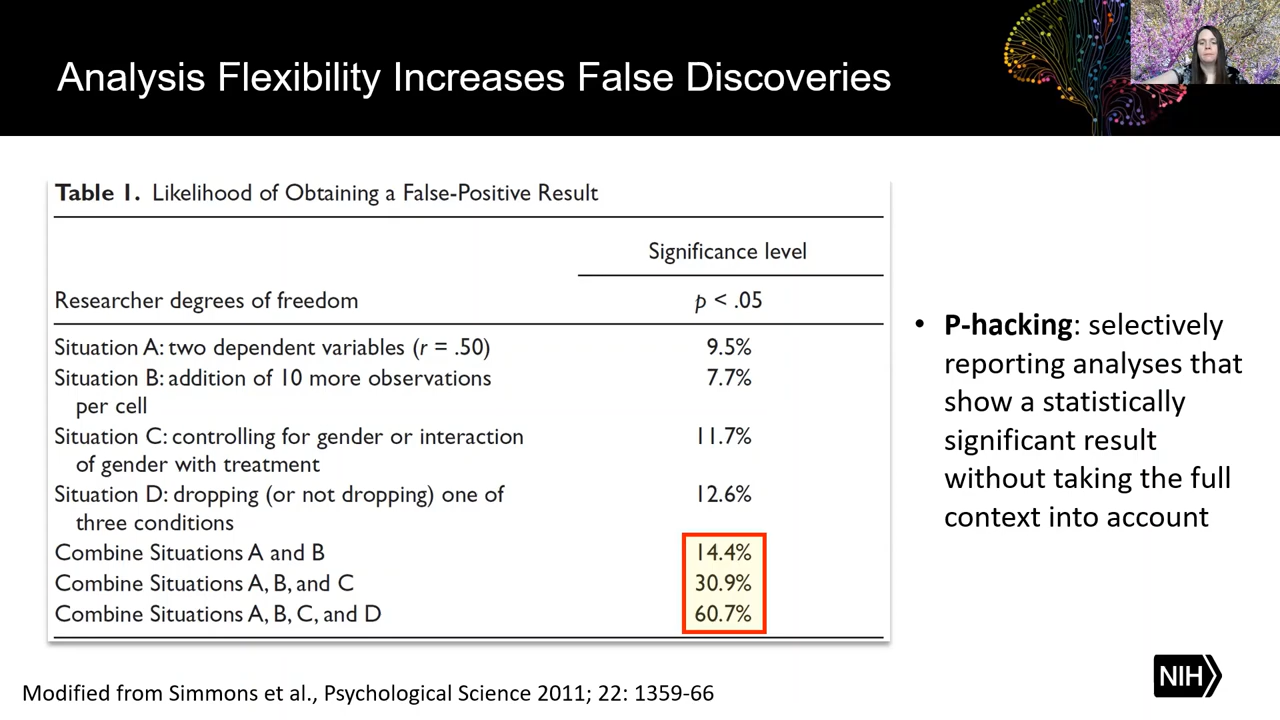 Analysis Flexibility Increases False Discoveries
Table 1. Likelihood of Obtaining a False-Positive Result
Significance level
Researcher degrees of freedom p < .05
Situation A: two dependent variables (r = .50) 9.5%
Situation B: addition of 10 more observations 7.7%
per cell
Situation C: controlling for gender or interaction 11.7%
of gender with treatment
Situation D: dropping (or not dropping) one of 12.6%
three conditions
Combine Situations A and B 14.4%
Combine Situations A, B, and C 30.9%
Combine Situations A, B, C, and D 60.7%
• P-hacking: selectively
reporting analyses that
show a statistically
significant result
without taking the full
context into account
Modified from Simmons et al., Psychological Science 2011; 22: 1359-66
NIH